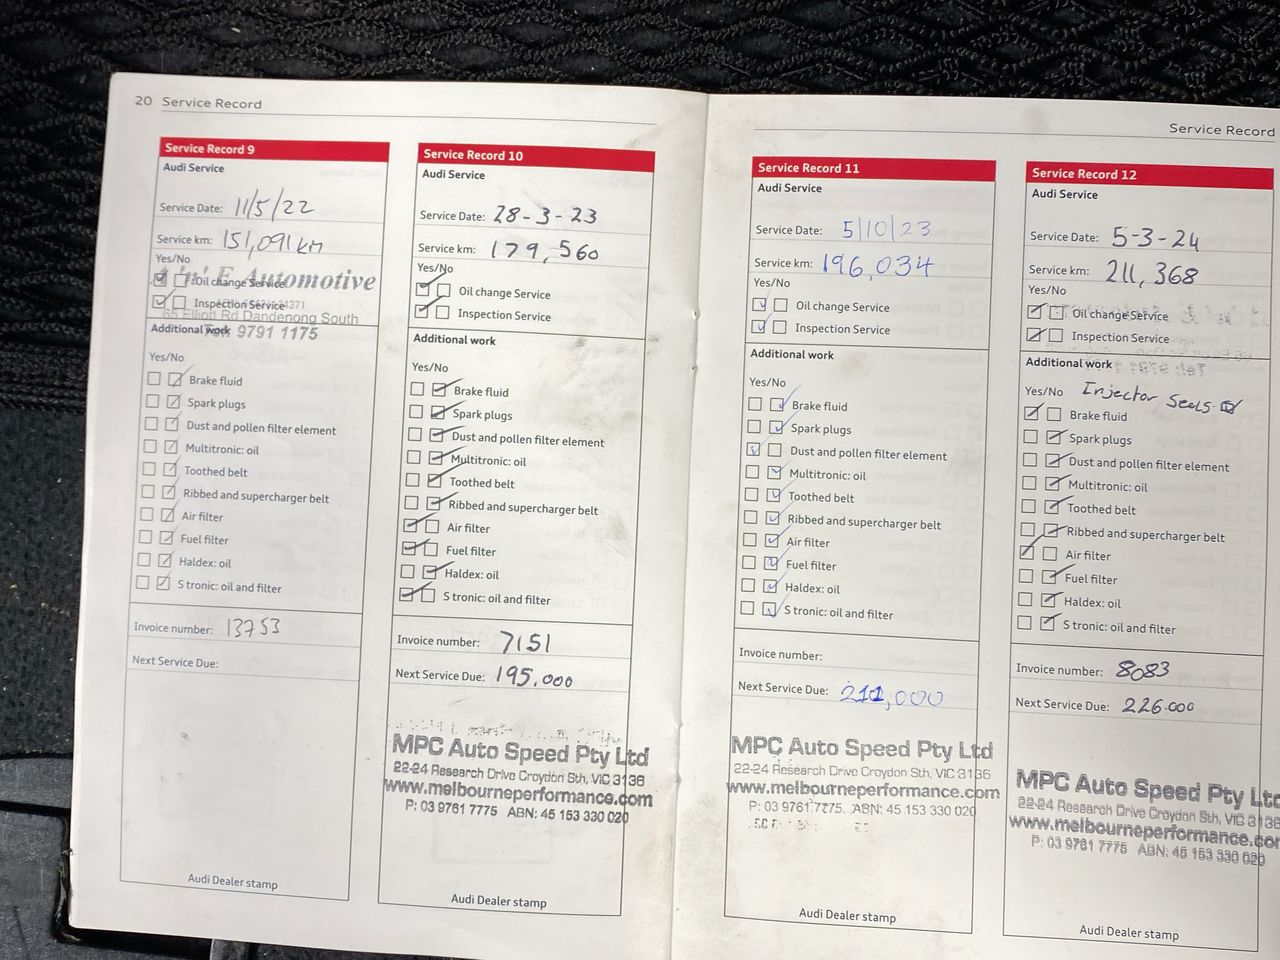 20 Service Record
Service Record 9
Audi Service
Service Date: 11/5/22
Service km: 151,091 km
Yes/No
Oil change Service
Inspection Service
E Automotive
65 Elliott Rd Dandenong South
9791 1175
Additional work
Yes/No
Brake fluid
Spark plugs
Dust and pollen filter element
Multitronic: oil
Toothed belt
Ribbed and supercharger belt
Air filter
Fuel filter
Haldex: oil
S tronic: oil and filter
Invoice number: 13753
Next Service Due:
Audi Dealer stamp
Service Record 10
Audi Service
Service Date: 28-3-23
Service km: 179,560
Yes/No
Oil change Service
Inspection Service
Additional work
Yes/No
Brake fluid
Spark plugs
Dust and pollen filter element
Multitronic: oil
Toothed belt
Ribbed and supercharger belt
Air filter
Fuel filter
Haldex: oil
S tronic: oil and filter
Invoice number: 7151
Next Service Due: 195.000
MPC Auto Speed Pty Ltd
22-24 Research Drive Croydon Sth, VIC 3136
www.melbourneperformance.com
P: 03 9761 7775 ABN: 45 153 330 020
Audi Dealer stamp
Service Record
Service Record 11
Audi Service
Service Date: 5/10/23
Service km: 196,034
Yes/No
Oil change Service
Inspection Service
Additional work
Yes/No
Brake fluid
Spark plugs
Dust and pollen filter element
Multitronic: oil
Toothed belt
Ribbed and supercharger belt
Air filter
Fuel filter
Haldex: oil
S tronic: oil and filter
Invoice number:
Next Service Due: 211,000
MPC Auto Speed Pty Ltd
22-24 Research Drive Croydon Sth, VIC 3136
www.melbourneperformance.com
P: 03 9761 7775. ABN: 45 153 330 020
Audi Dealer stamp
Service Record 12
Audi Service
Service Date: 5-3-24
Service km: 211,368
Yes/No
Oil change Service
Inspection Service
Additional work
Yes/No Injector Seals
Brake fluid
Spark plugs
Dust and pollen filter element
Multitronic: oil
Toothed belt
Ribbed and supercharger belt
Air filter
Fuel filter
Haldex: oil
S tronic: oil and filter
Invoice number: 8083
Next Service Due: 226.000
MPC Auto Speed Pty Ltd
22-24 Research Drive Croydon Sth, VIC 3136
www.melbourneperformance.com
P: 03 9761 7775 ABN: 45 153 330 020
Audi Dealer stamp